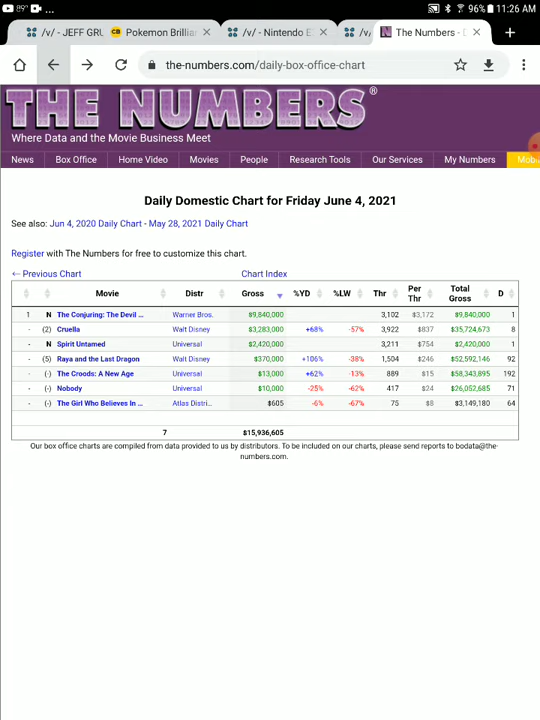 89° ... 96% 11:26 AM
/v/ - JEFF GRU Pokemon Brillian /v/ - Nintendo E /v/ The Numbers - D
the-numbers.com/daily-box-office-chart
THE NUMBERS®
Where Data and the Movie Business Meet
News Box Office Home Video Movies People Research Tools Our Services My Numbers Mobi
Daily Domestic Chart for Friday June 4, 2021
See also: Jun 4, 2020 Daily Chart - May 28, 2021 Daily Chart
Register with The Numbers for free to customize this chart.
← Previous Chart Chart Index
Movie Distr Gross %YD %LW Thr Per Thr Total Gross D
1 N The Conjuring: The Devil ... Warner Bros. $9,840,000 3,102 $3,172 $9,840,000 1
- (2) Cruella Walt Disney $3,283,000 +68% -57% 3,922 $837 $35,724,673 8
- N Spirit Untamed Universal $2,420,000 3,211 $754 $2,420,000 1
- (5) Raya and the Last Dragon Walt Disney $370,000 +106% -38% 1,504 $246 $52,592,146 92
- (-) The Croods: A New Age Universal $13,000 +62% -13% 889 $15 $58,343,895 192
- (-) Nobody Universal $10,000 -25% -62% 417 $24 $26,052,685 71
- (-) The Girl Who Believes In ... Atlas Distri... $605 -6% -67% 75 $8 $3,149,180 64
7 $15,936,605
Our box office charts are compiled from data provided to us by distributors. To be included on our charts, please send reports to bodata@the-
numbers.com.